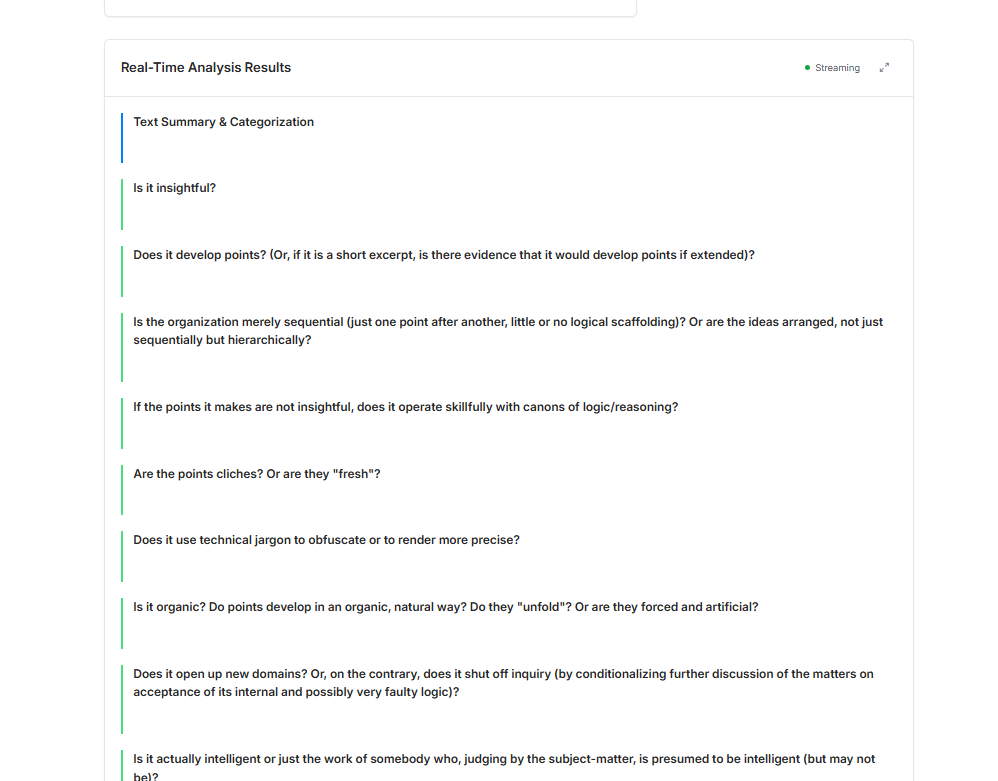 Real-Time Analysis Results
Streaming
Text Summary & Categorization
Is it insightful?
Does it develop points? (Or, if it is a short excerpt, is there evidence that it would develop points if extended)?
Is the organization merely sequential (just one point after another, little or no logical scaffolding)? Or are the ideas arranged, not just
sequentially but hierarchically?
If the points it makes are not insightful, does it operate skillfully with canons of logic/reasoning?
Are the points cliches? Or are they "fresh"?
Does it use technical jargon to obfuscate or to render more precise?
Is it organic? Do points develop in an organic, natural way? Do they "unfold"? Or are they forced and artificial?
Does it open up new domains? Or, on the contrary, does it shut off inquiry (by conditionalizing further discussion of the matters on
acceptance of its internal and possibly very faulty logic)?
Is it actually intelligent or just the work of somebody who, judging by the subject-matter, is presumed to be intelligent (but may not
be)?